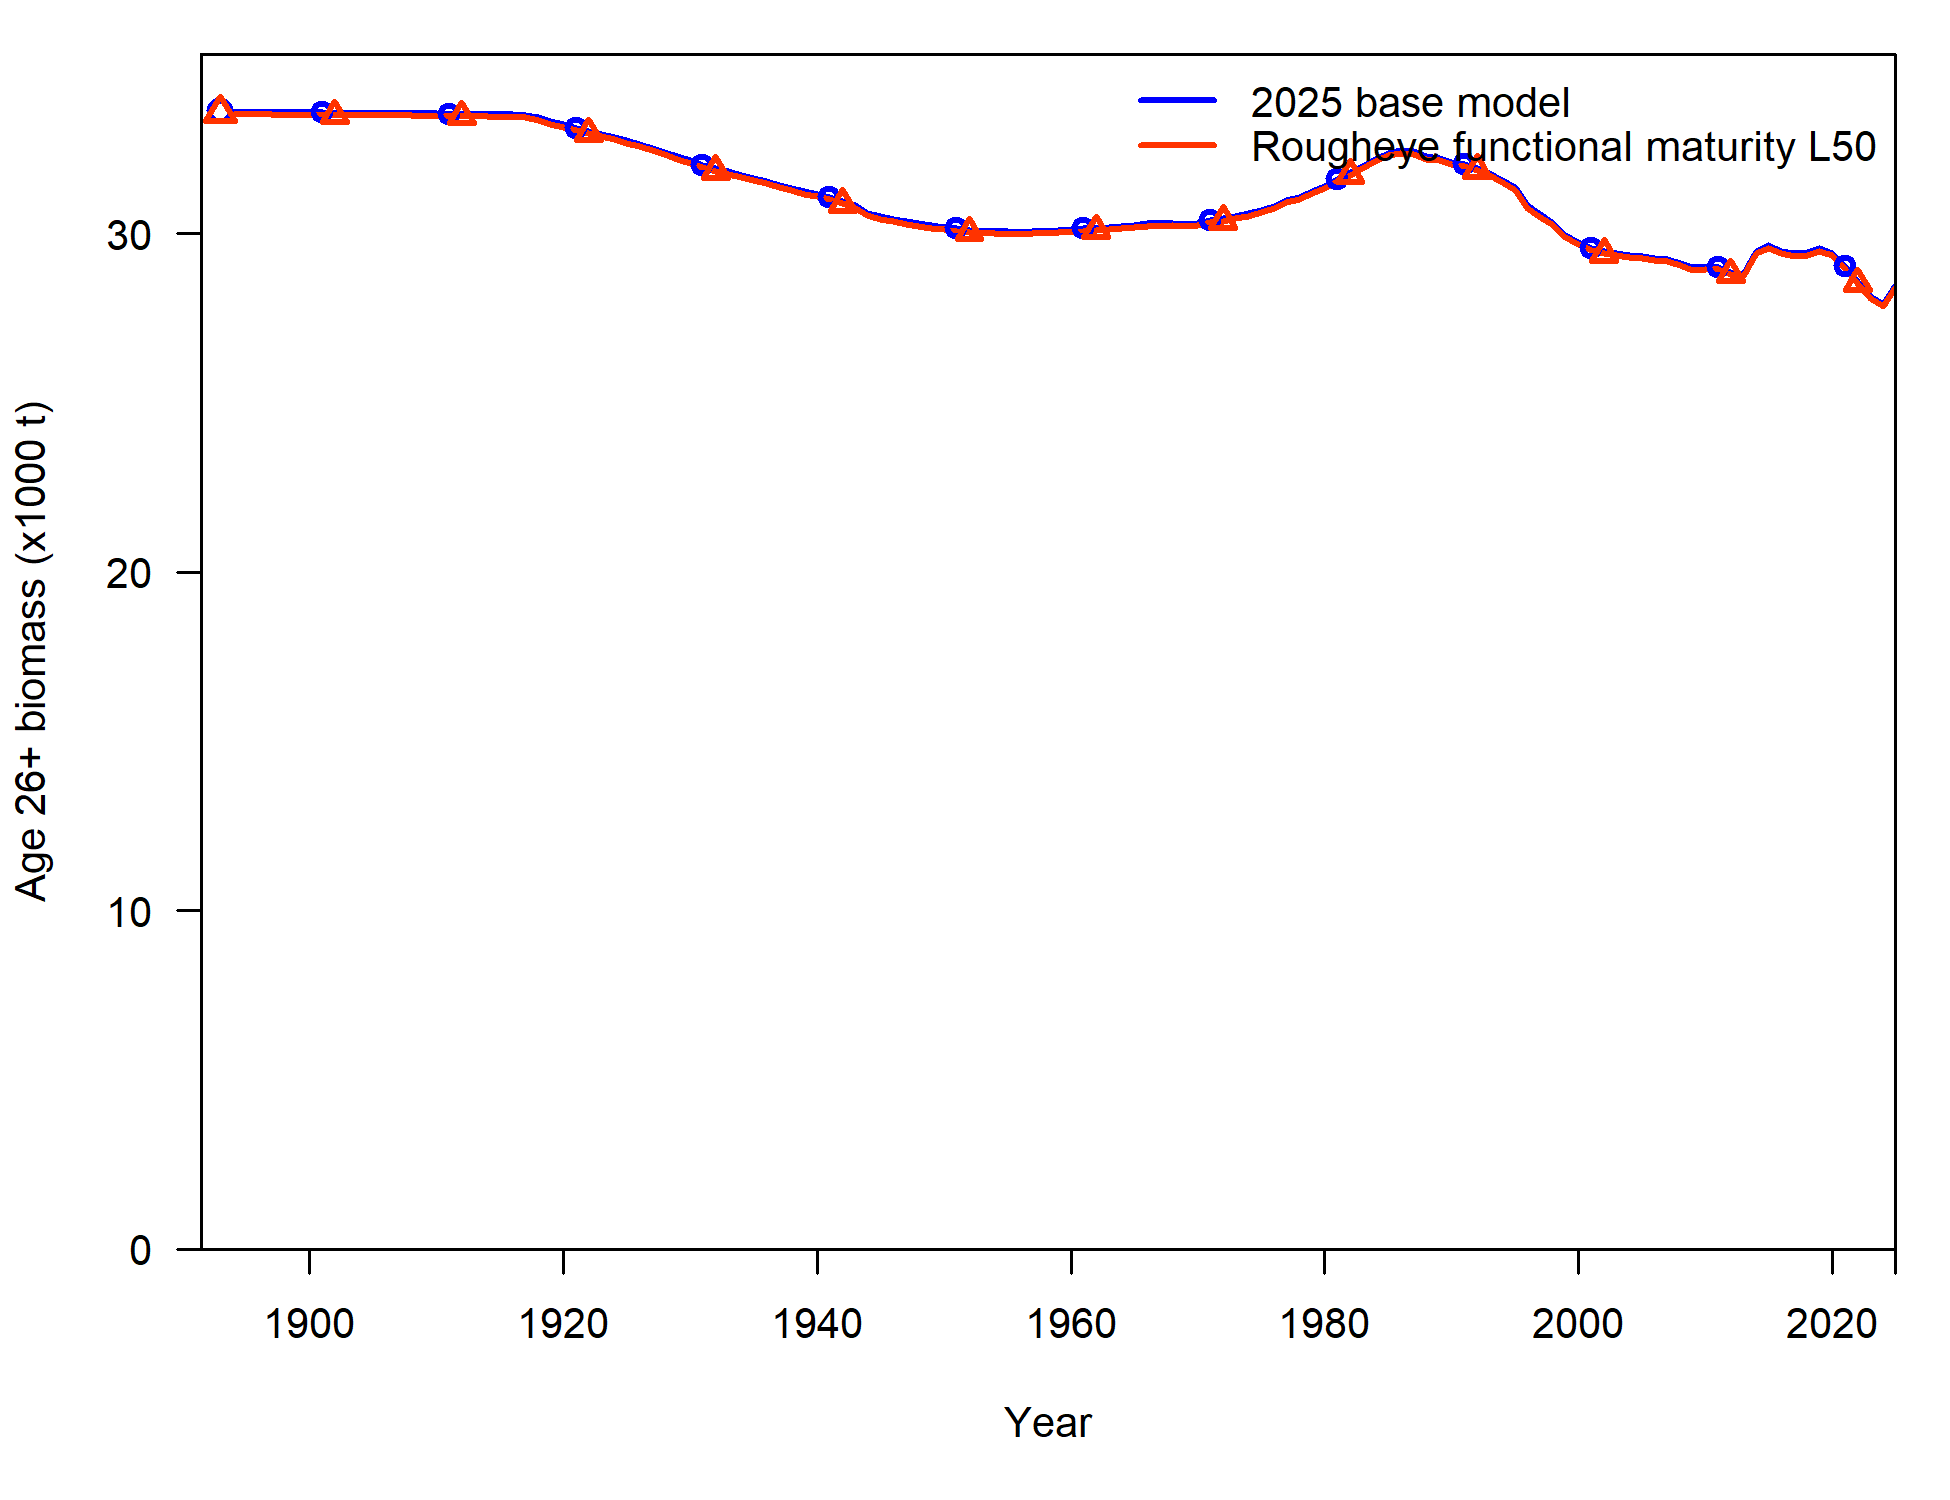 2025 base model
Rougheye functional maturity L50
30
20
10
0
Age 26+ biomass (x1000 t)
1900 1920 1940 1960 1980 2000 2020
Year